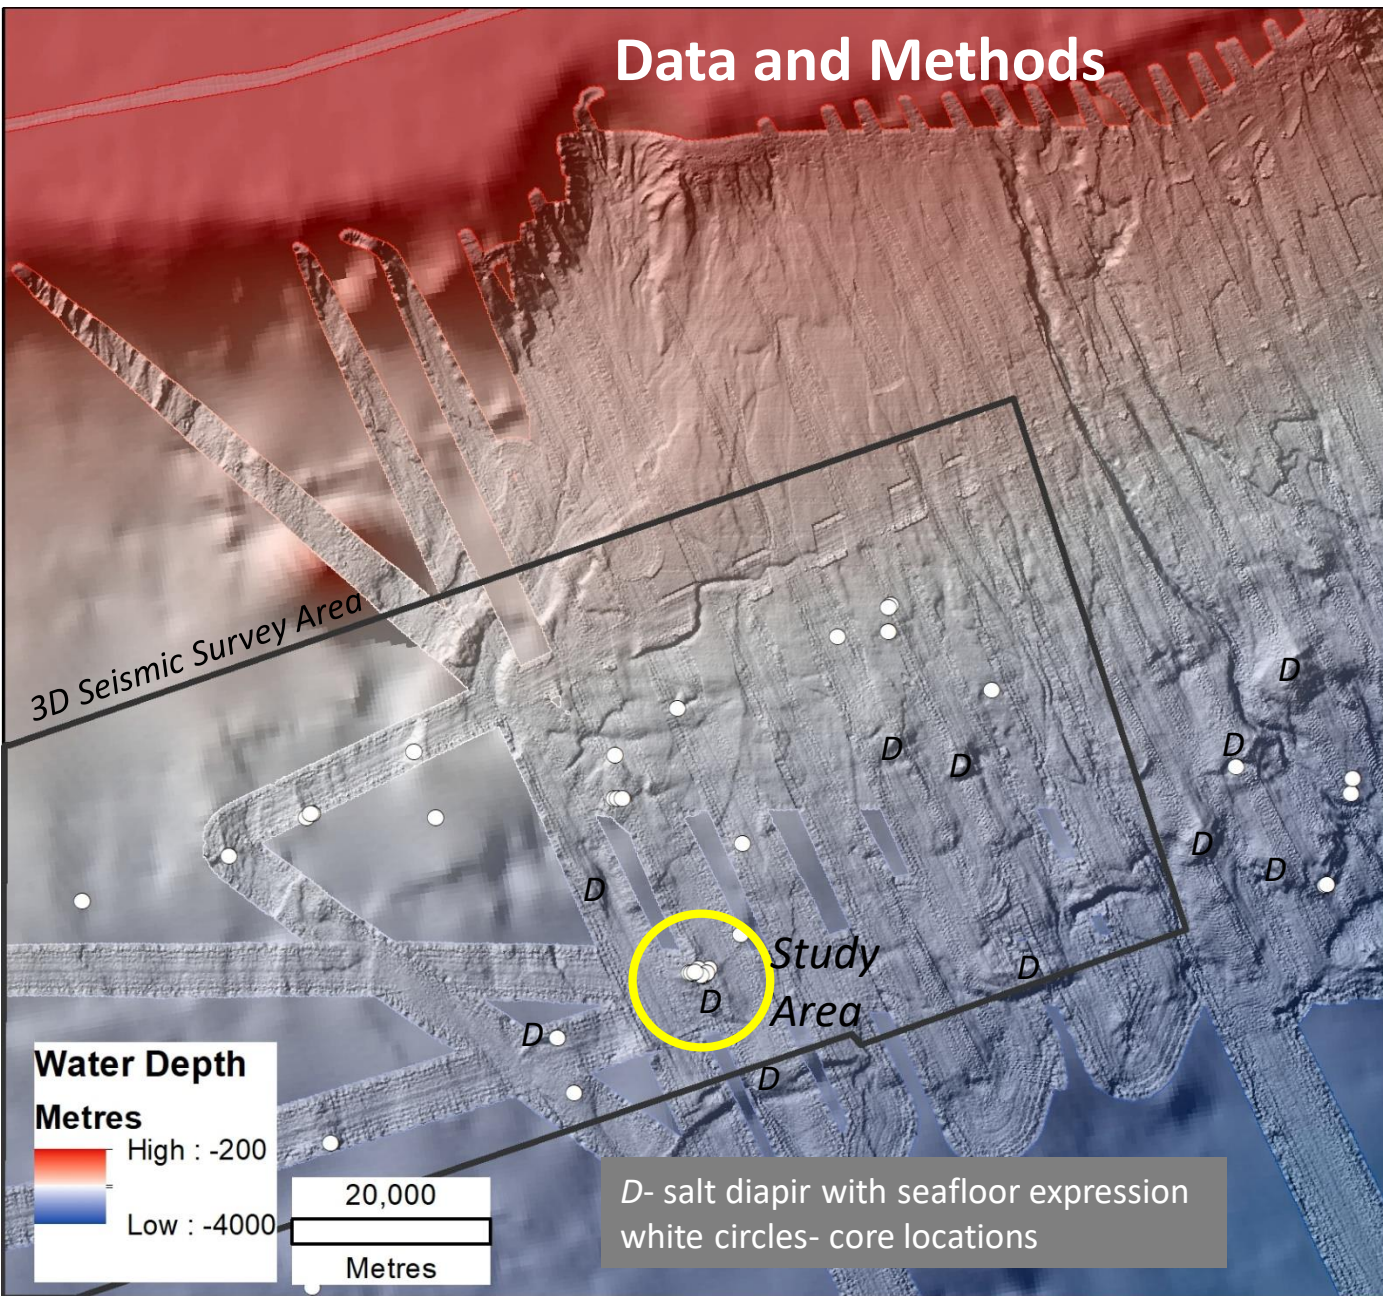 Data and Methods
3D Seismic Survey Area
D
D
D
D
D
D
D
Study
Area
D
D
D
D
Water Depth
Metres
High : -200
Low : -4000
20,000
Metres
D- salt diapir with seafloor expression
white circles- core locations